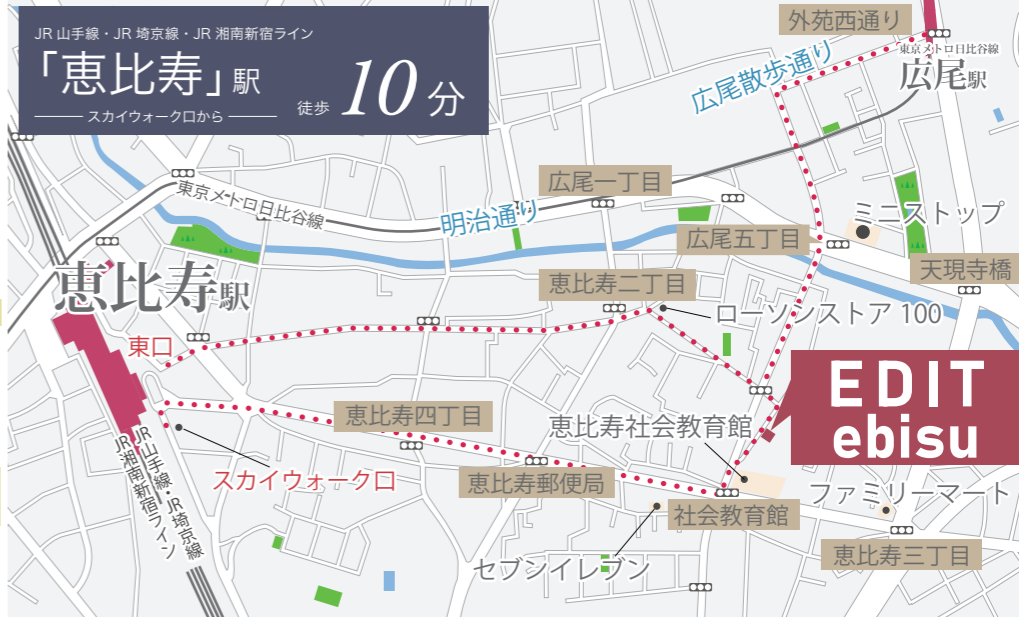 JR 山手線・JR 埼京線・JR 湘南新宿ライン
「恵比寿」駅 徒歩 10 分
スカイウォーク口から
外苑西通り
東京メトロ日比谷線
広尾駅
広尾散歩通り
東京メトロ日比谷線
広尾一丁目
明治通り
ミニストップ
広尾五丁目
天現寺橋
恵比寿駅
恵比寿二丁目
ローソンストア 100
東口
EDIT
ebisu
恵比寿四丁目
恵比寿社会教育館
スカイウォーク口
恵比寿郵便局
ファミリーマート
社会教育館
JR 山手線・JR 埼京線
JR 湘南新宿ライン
セブンイレブン
恵比寿三丁目